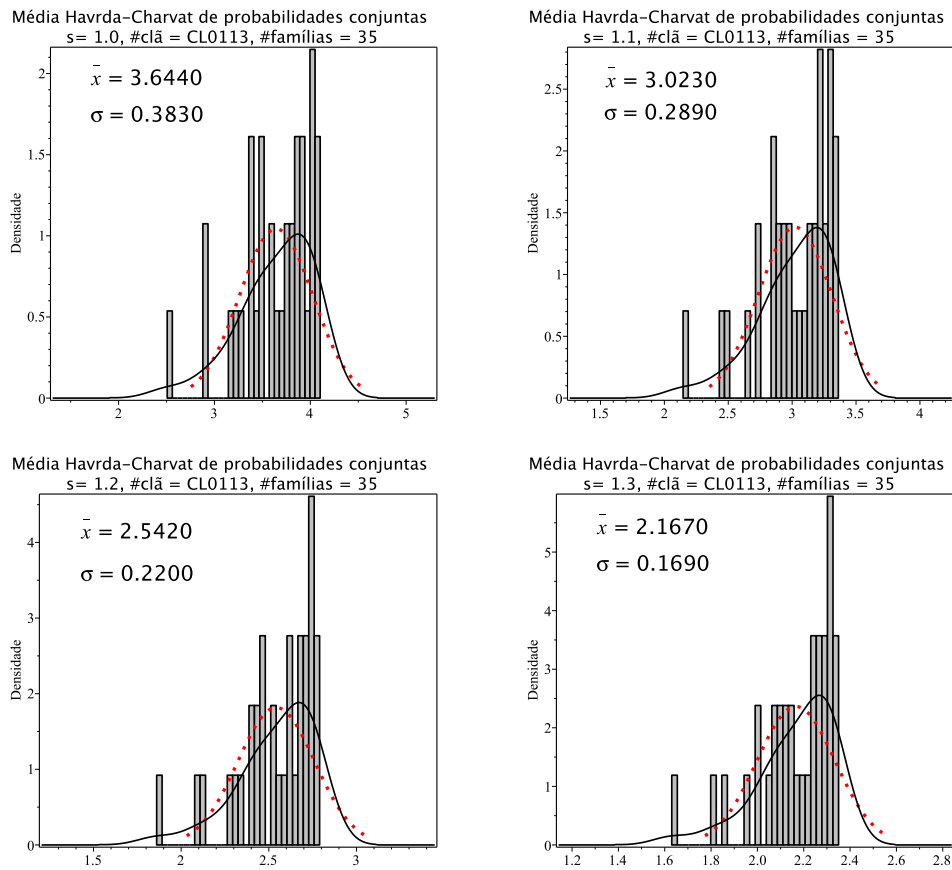 Média Havrda-Charvat de probabilidades conjuntas
s= 1.0, #clã = CL0113, #famílias = 35
x̄ = 3.6440
σ = 0.3830
Densidade
2
1.5
1
0.5
0
2 3 4 5
Média Havrda-Charvat de probabilidades conjuntas
s= 1.1, #clã = CL0113, #famílias = 35
x̄ = 3.0230
σ = 0.2890
Densidade
2.5
2
1.5
1
0.5
0
1.5 2 2.5 3 3.5 4
Média Havrda-Charvat de probabilidades conjuntas
s= 1.2, #clã = CL0113, #famílias = 35
x̄ = 2.5420
σ = 0.2200
Densidade
4
3
2
1
0
1.5 2 2.5 3
Média Havrda-Charvat de probabilidades conjuntas
s= 1.3, #clã = CL0113, #famílias = 35
x̄ = 2.1670
σ = 0.1690
Densidade
5
4
3
2
1
0
1.2 1.4 1.6 1.8 2.0 2.2 2.4 2.6 2.8